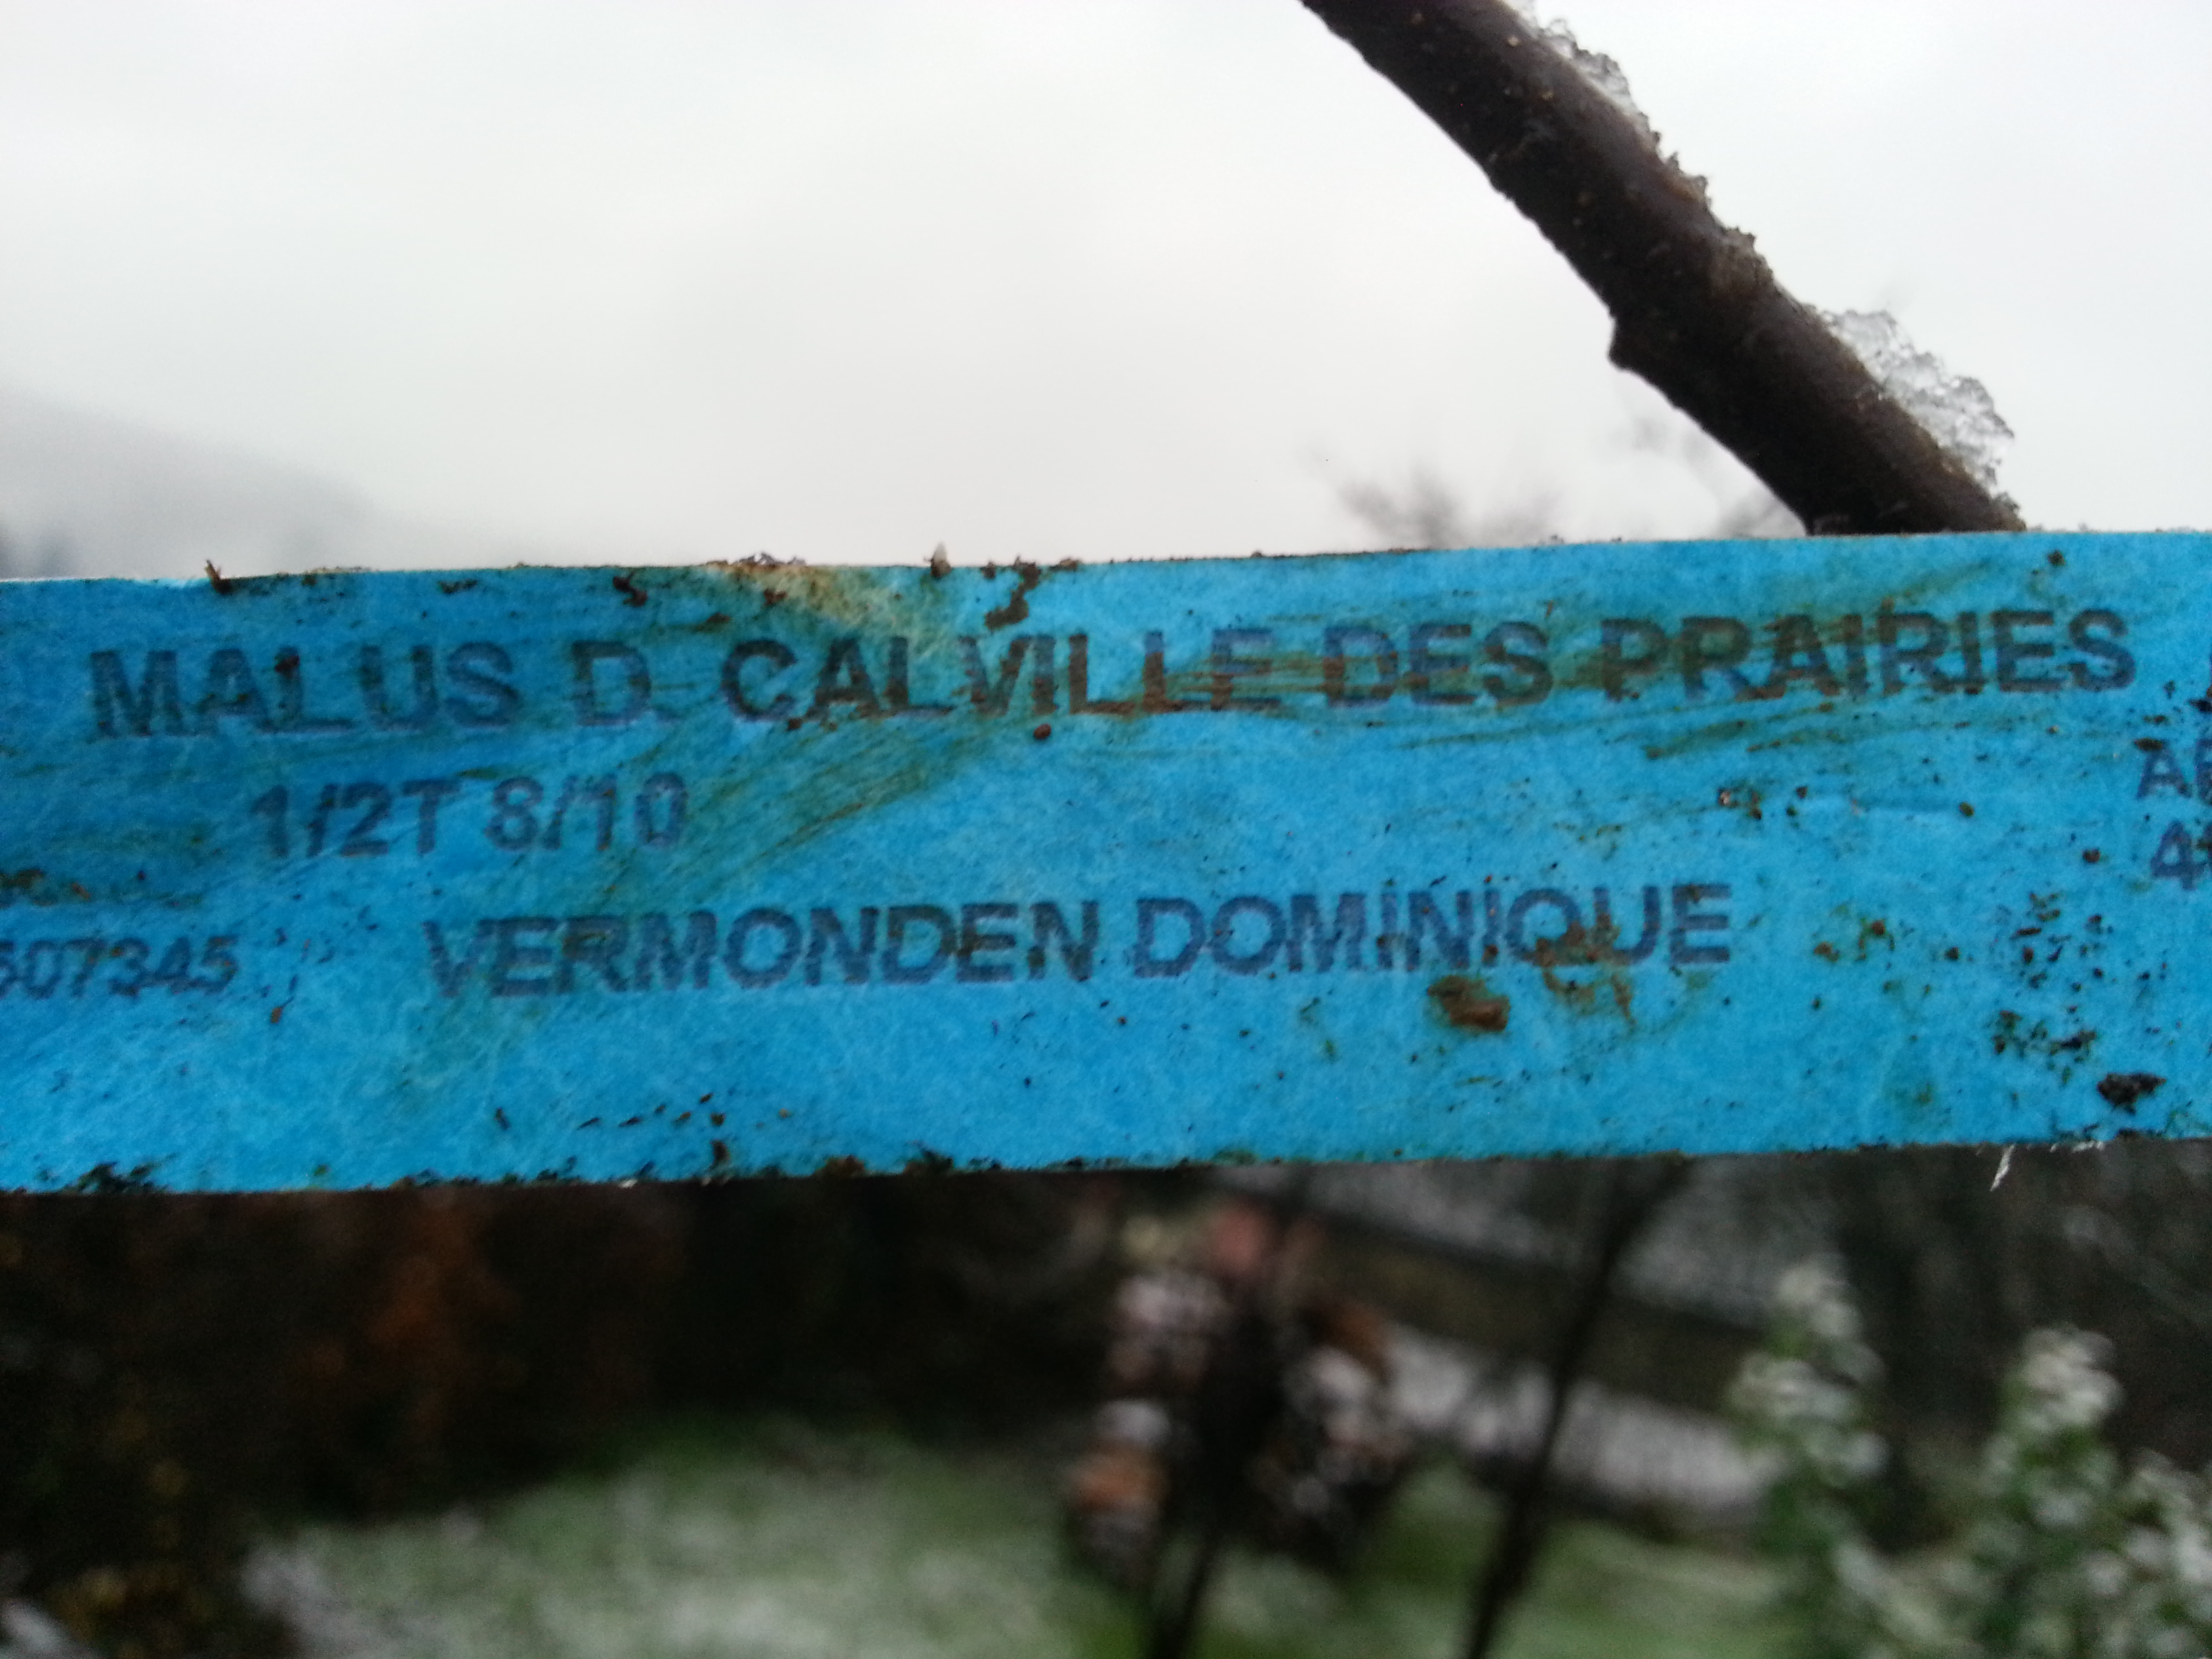 MALUS D. CALVILLE DES PRAIRIES
1/2T 8/10
607345 VERMONDEN DOMINIQUE